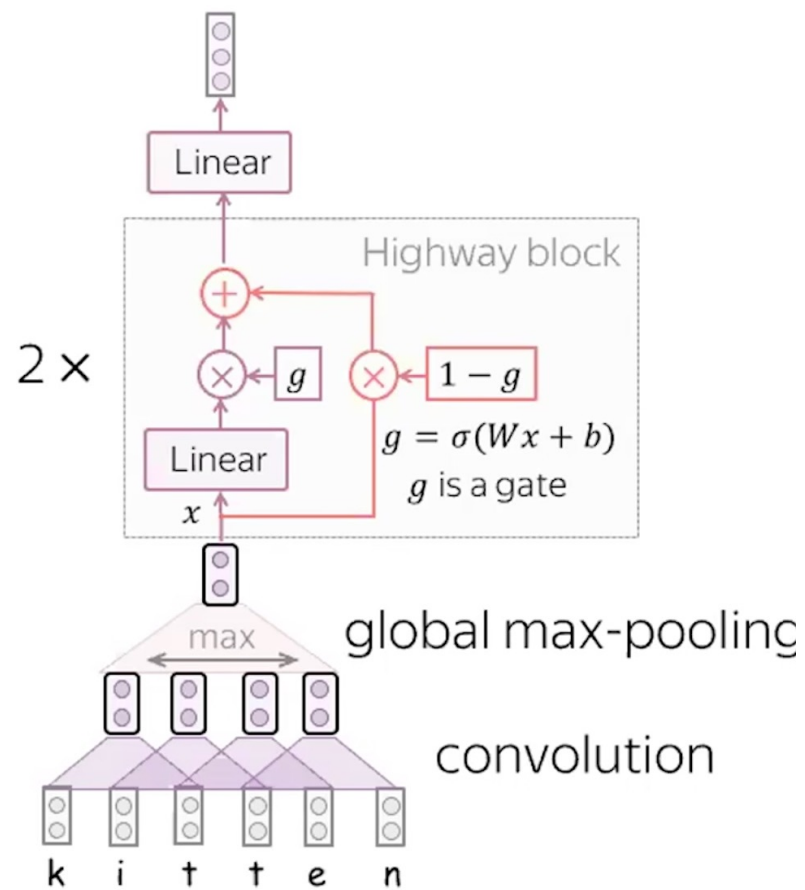 Linear
Highway block
+
2 ×
×
g
×
1 − g
g = σ(Wx + b)
Linear
g is a gate
x
max
global max-pooling
convolution
k i t t e n